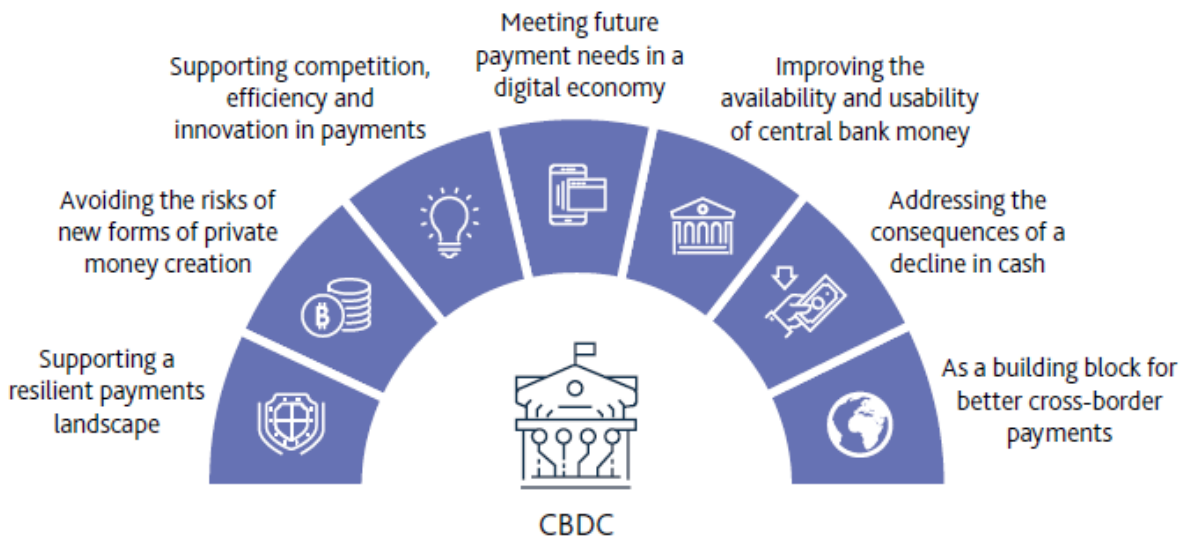 Supporting a
resilient payments
landscape
Avoiding the risks of
new forms of private
money creation
Supporting competition,
efficiency and
innovation in payments
Meeting future
payment needs in a
digital economy
Improving the
availability and usability
of central bank money
Addressing the
consequences of a
decline in cash
As a building block for
better cross-border
payments
CBDC